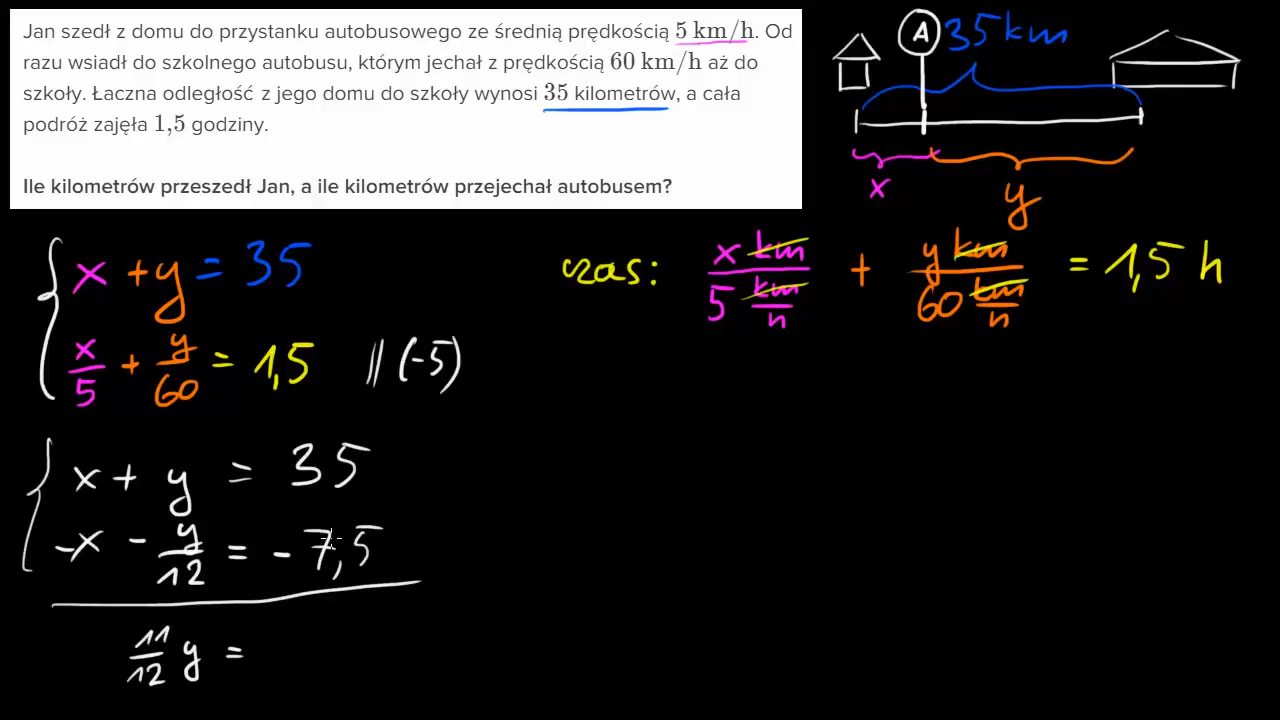 Jan szedł z domu do przystanku autobusowego ze średnią prędkością 5 km/h. Od
razu wsiadł do szkolnego autobusu, którym jechał z prędkością 60 km/h aż do
szkoły. Łaczna odległość z jego domu do szkoły wynosi 35 kilometrów, a cała
podróż zajęła 1,5 godziny.
Ile kilometrów przeszedł Jan, a ile kilometrów przejechał autobusem?
A 35 km
x y
x + y = 35
czas: x km / 5 km/h + y km / 60 km/h = 1,5 h
x/5 + y/60 = 1,5 // (-5)
x + y = 35
-x - y/12 = - 7,5
11/12 y =